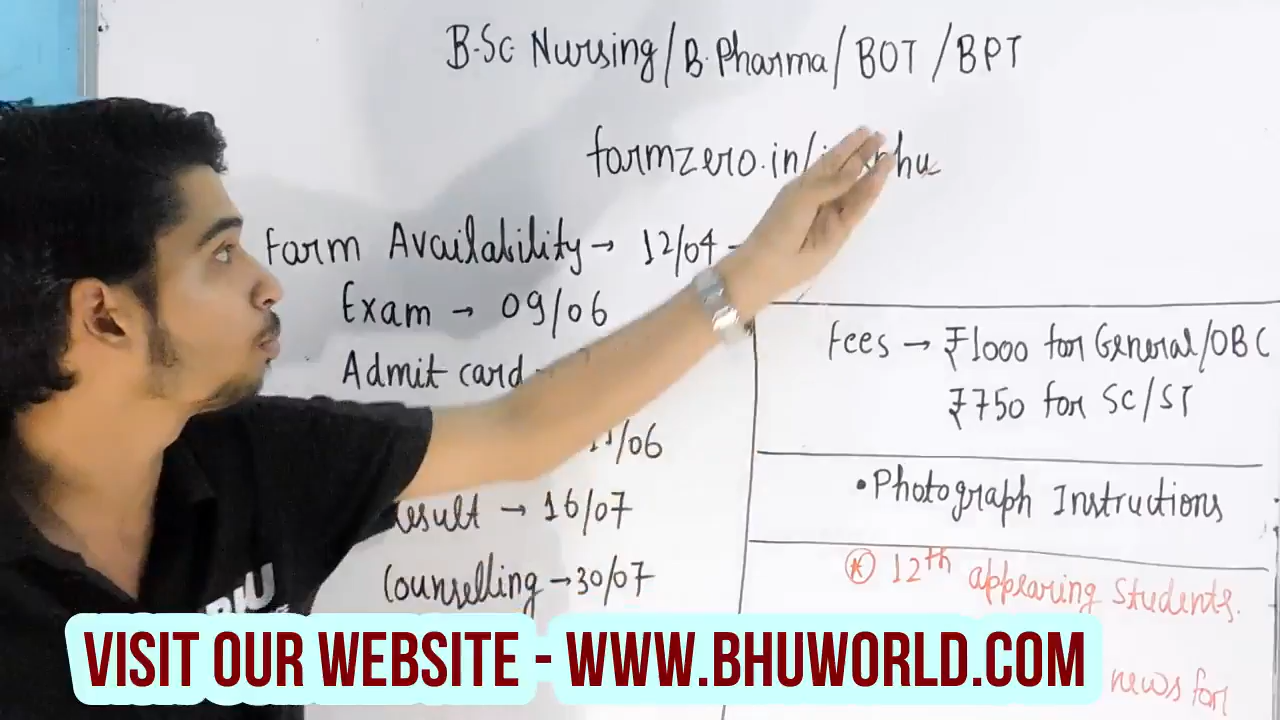 B.Sc. Nursing/B.Pharma/BOT/BPT
formzero.in/
Form Availability → 12/04 -
Exam → 09/06
Admit card
/06
Result → 16/07
Counselling → 30/07
Fees → ₹1000 for General/OBC
₹750 for SC/ST
• Photograph Instructions
* 12th appearing students.
news for
VISIT OUR WEBSITE - WWW.BHUWORLD.COM